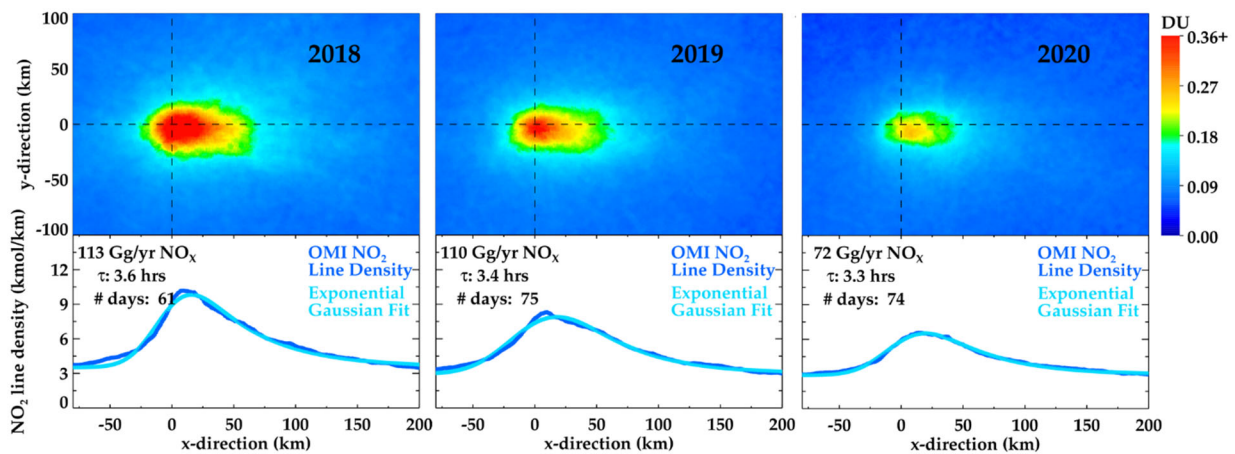 100
50
0
-50
-100
y-direction (km)
2018
2019
2020
DU
0.36+
0.27
0.18
0.09
0.00
NO₂ line density (kmol/km)
12
9
6
3
0
113 Gg/yr NOₓ
τ: 3.6 hrs
# days: 61
OMI NO₂
Line Density
Exponential
Gaussian Fit
110 Gg/yr NOₓ
τ: 3.4 hrs
# days: 75
OMI NO₂
Line Density
Exponential
Gaussian Fit
72 Gg/yr NOₓ
τ: 3.3 hrs
# days: 74
OMI NO₂
Line Density
Exponential
Gaussian Fit
-50 0 50 100 150 200
-50 0 50 100 150 200
-50 0 50 100 150 200
x-direction (km)
x-direction (km)
x-direction (km)